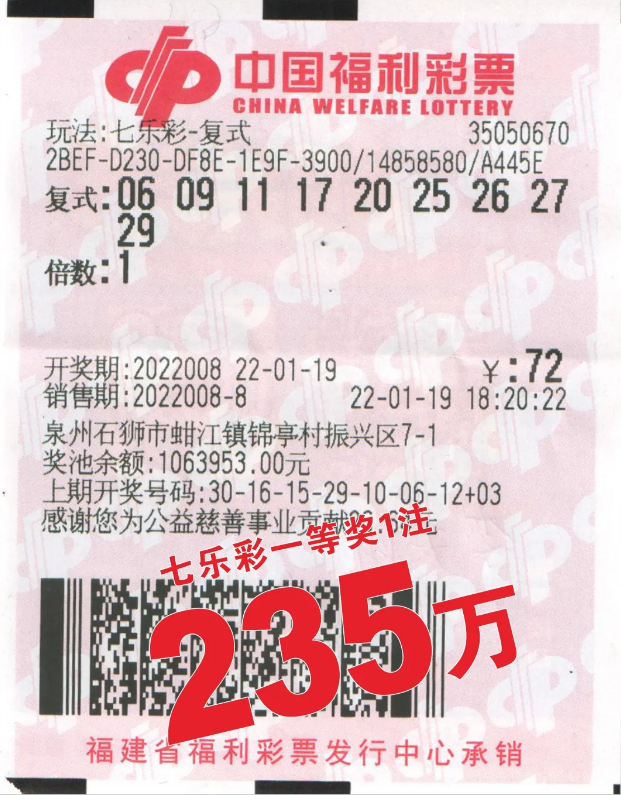 中国福利彩票
CHINA WELFARE LOTTERY
玩法:七乐彩-复式 35050670
2BEF-D230-DF8E-1E9F-3900/14858580/A445E
复式:06 09 11 17 20 25 26 27
29
倍数:1
开奖期:2022008 22-01-19 ¥:72
销售期:2022008-8 22-01-19 18:20:22
泉州石狮市蚶江镇锦亭村振兴区7-1
奖池余额:1063953.00元
上期开奖号码:30-16-15-29-10-06-12+03
感谢您为公益慈善事业贡献元
七乐彩一等奖1注
235万
福建省福利彩票发行中心承销